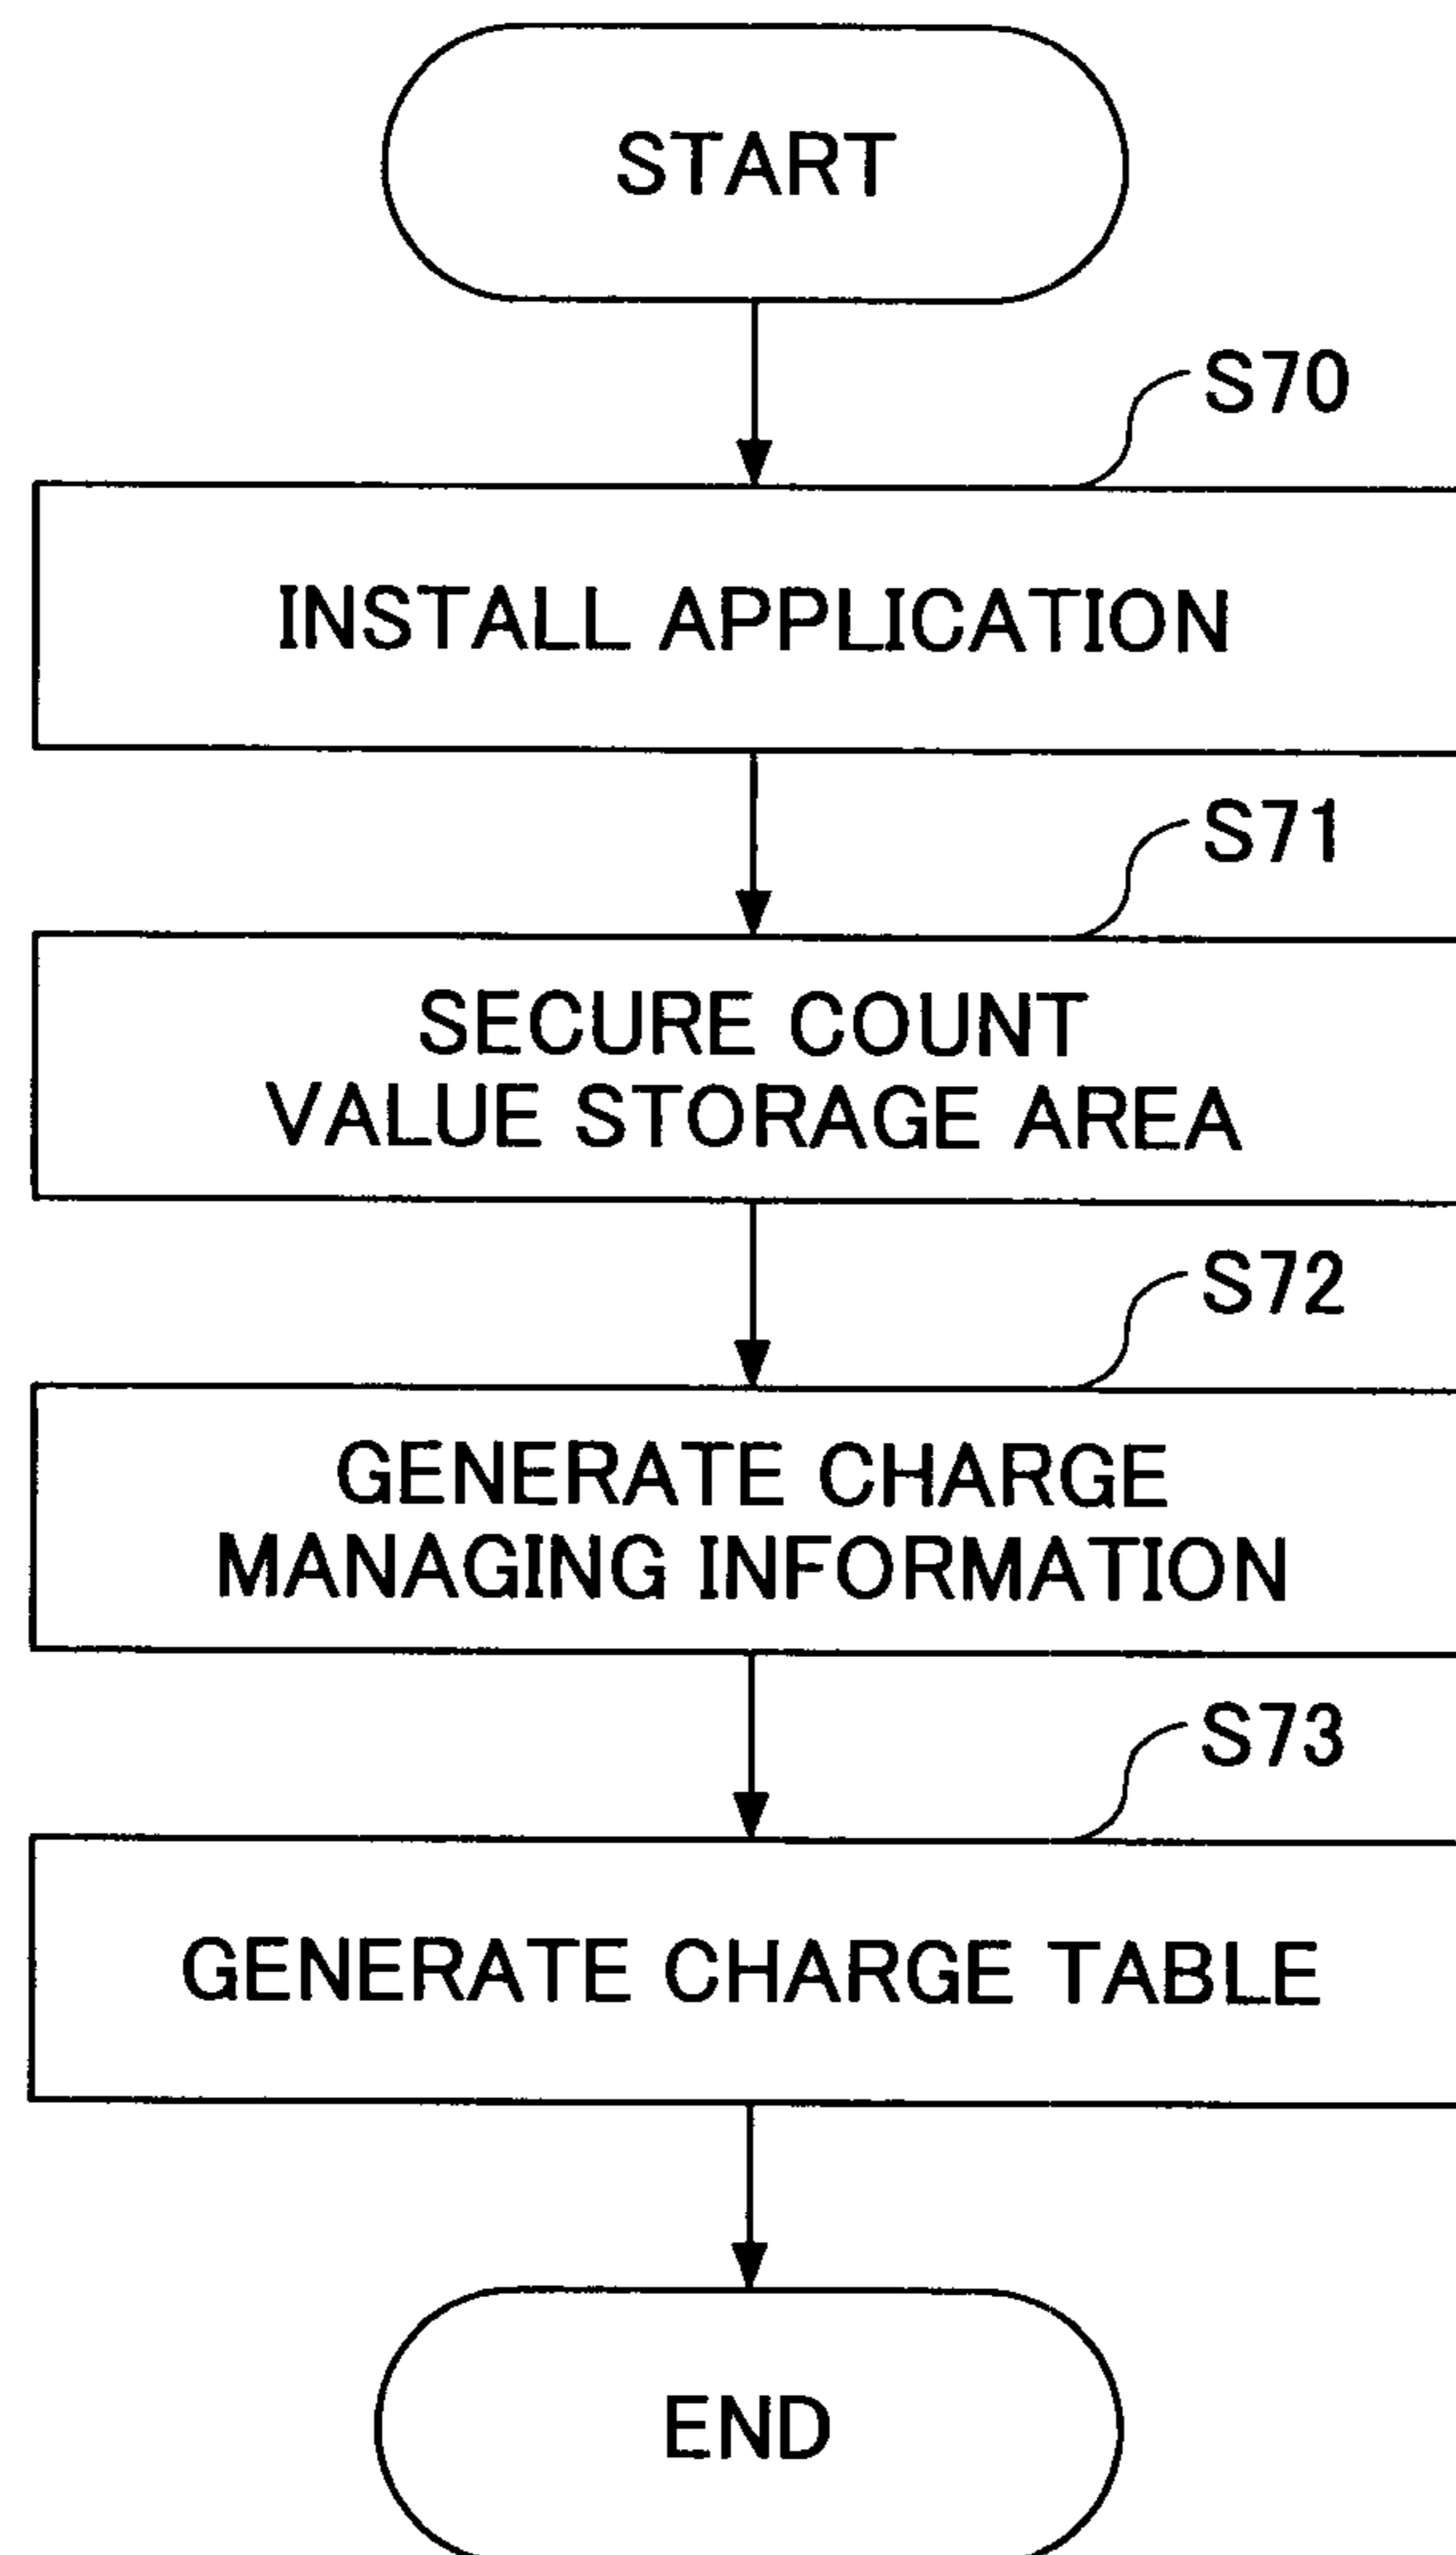 START
S70
INSTALL APPLICATION
S71
SECURE COUNT
VALUE STORAGE AREA
S72
GENERATE CHARGE
MANAGING INFORMATION
S73
GENERATE CHARGE TABLE
END